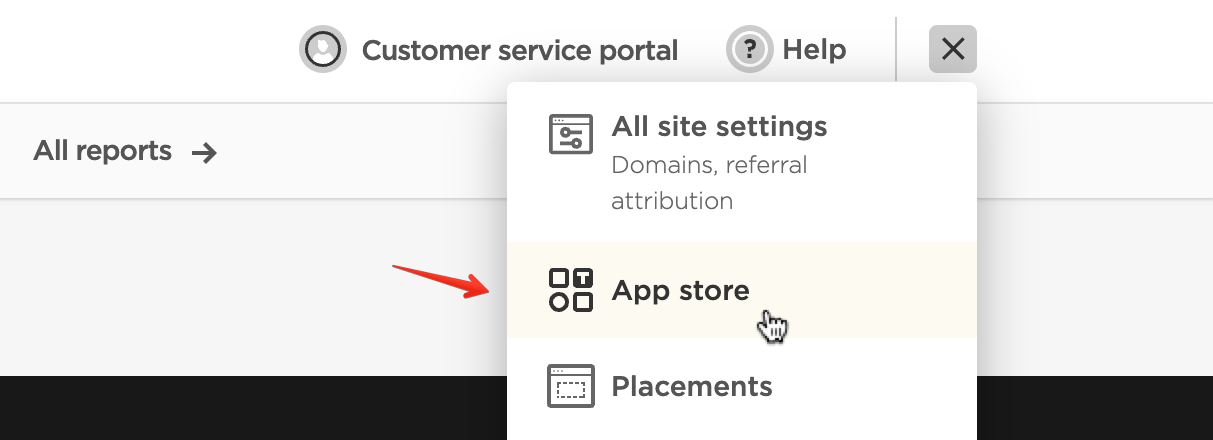 Customer service portal
? Help
All reports
All site settings
Domains, referral
attribution
T
App store
Placements